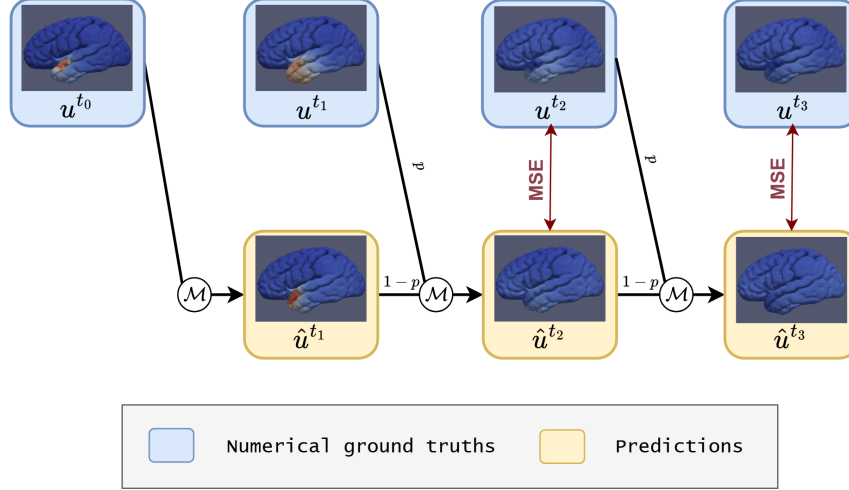 u^{t_0}
u^{t_1}
u^{t_2}
u^{t_3}
p
p
MSE
MSE
ℳ
1 − p
ℳ
1 − p
ℳ
û^{t_1}
û^{t_2}
û^{t_3}
Numerical ground truths
Predictions